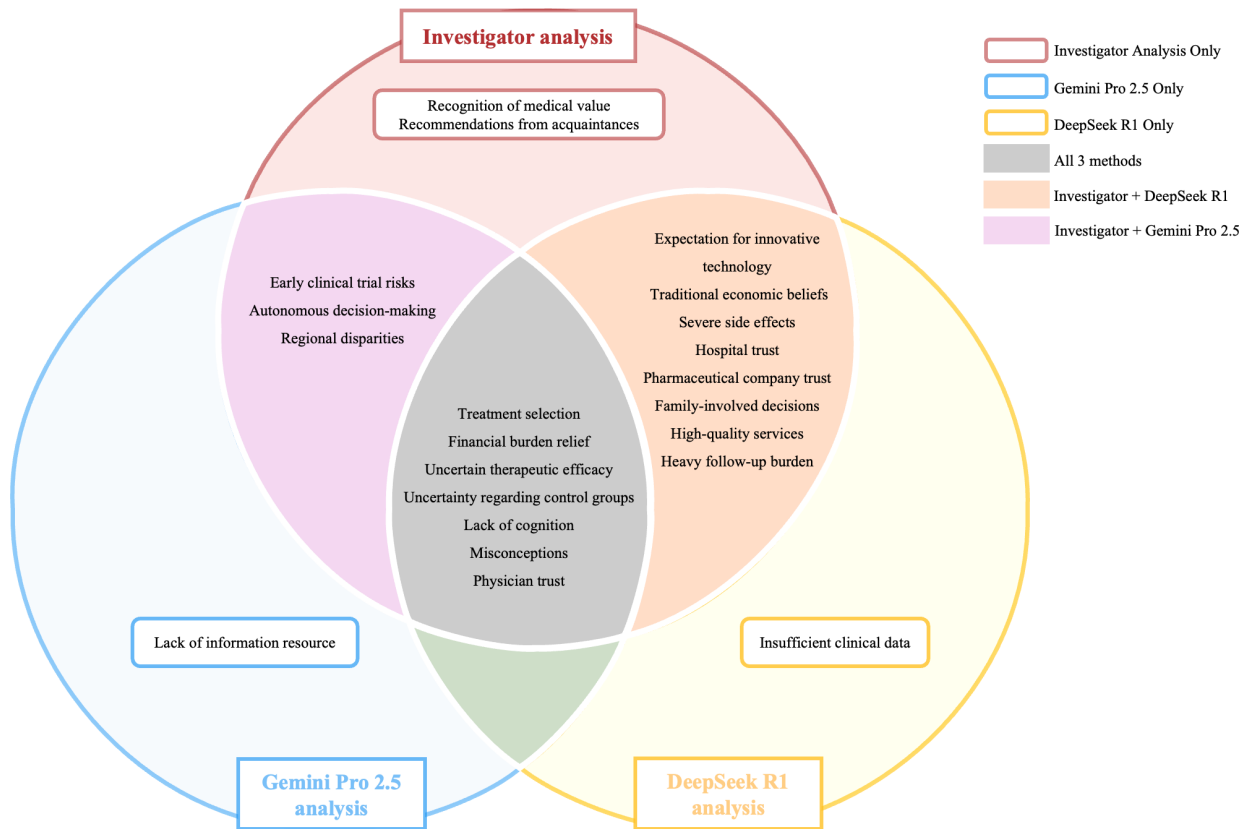 Investigator analysis
Recognition of medical value
Recommendations from acquaintances
Investigator Analysis Only
Gemini Pro 2.5 Only
DeepSeek R1 Only
All 3 methods
Investigator + DeepSeek R1
Investigator + Gemini Pro 2.5
Early clinical trial risks
Autonomous decision-making
Regional disparities
Expectation for innovative
technology
Traditional economic beliefs
Severe side effects
Hospital trust
Pharmaceutical company trust
Family-involved decisions
High-quality services
Heavy follow-up burden
Treatment selection
Financial burden relief
Uncertain therapeutic efficacy
Uncertainty regarding control groups
Lack of cognition
Misconceptions
Physician trust
Lack of information resource
Insufficient clinical data
Gemini Pro 2.5
analysis
DeepSeek R1
analysis